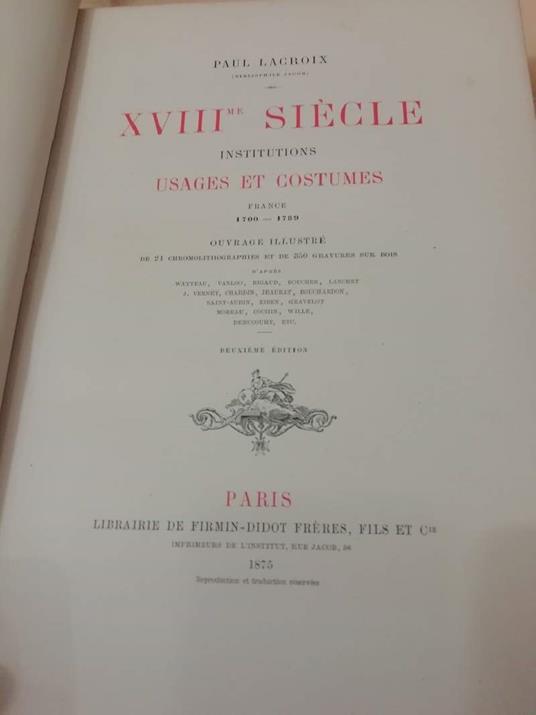 PAUL LACROIX
(BIBLIOPHILE JACOB)
XVIIIME SIÈCLE
INSTITUTIONS
USAGES ET COSTUMES
FRANCE
1700 — 1789
OUVRAGE ILLUSTRÉ
DE 21 CHROMOLITHOGRAPHIES ET DE 350 GRAVURES SUR BOIS
D'APRÈS
WATTEAU, VANLOO, RIGAUD, BOUCHER, LANCRET
J. VERNET, CHARDIN, JEAURAT, BOUCHARDON,
SAINT-AUBIN, EISEN, GRAVELOT
MOREAU, COCHIN, WILLE,
DEBUCOURT, ETC.
DEUXIÈME ÉDITION
PARIS
LIBRAIRIE DE FIRMIN-DIDOT FRÈRES, FILS ET CIE
IMPRIMEURS DE L'INSTITUT, RUE JACOB, 56
1875
Reproduction et traduction réservées